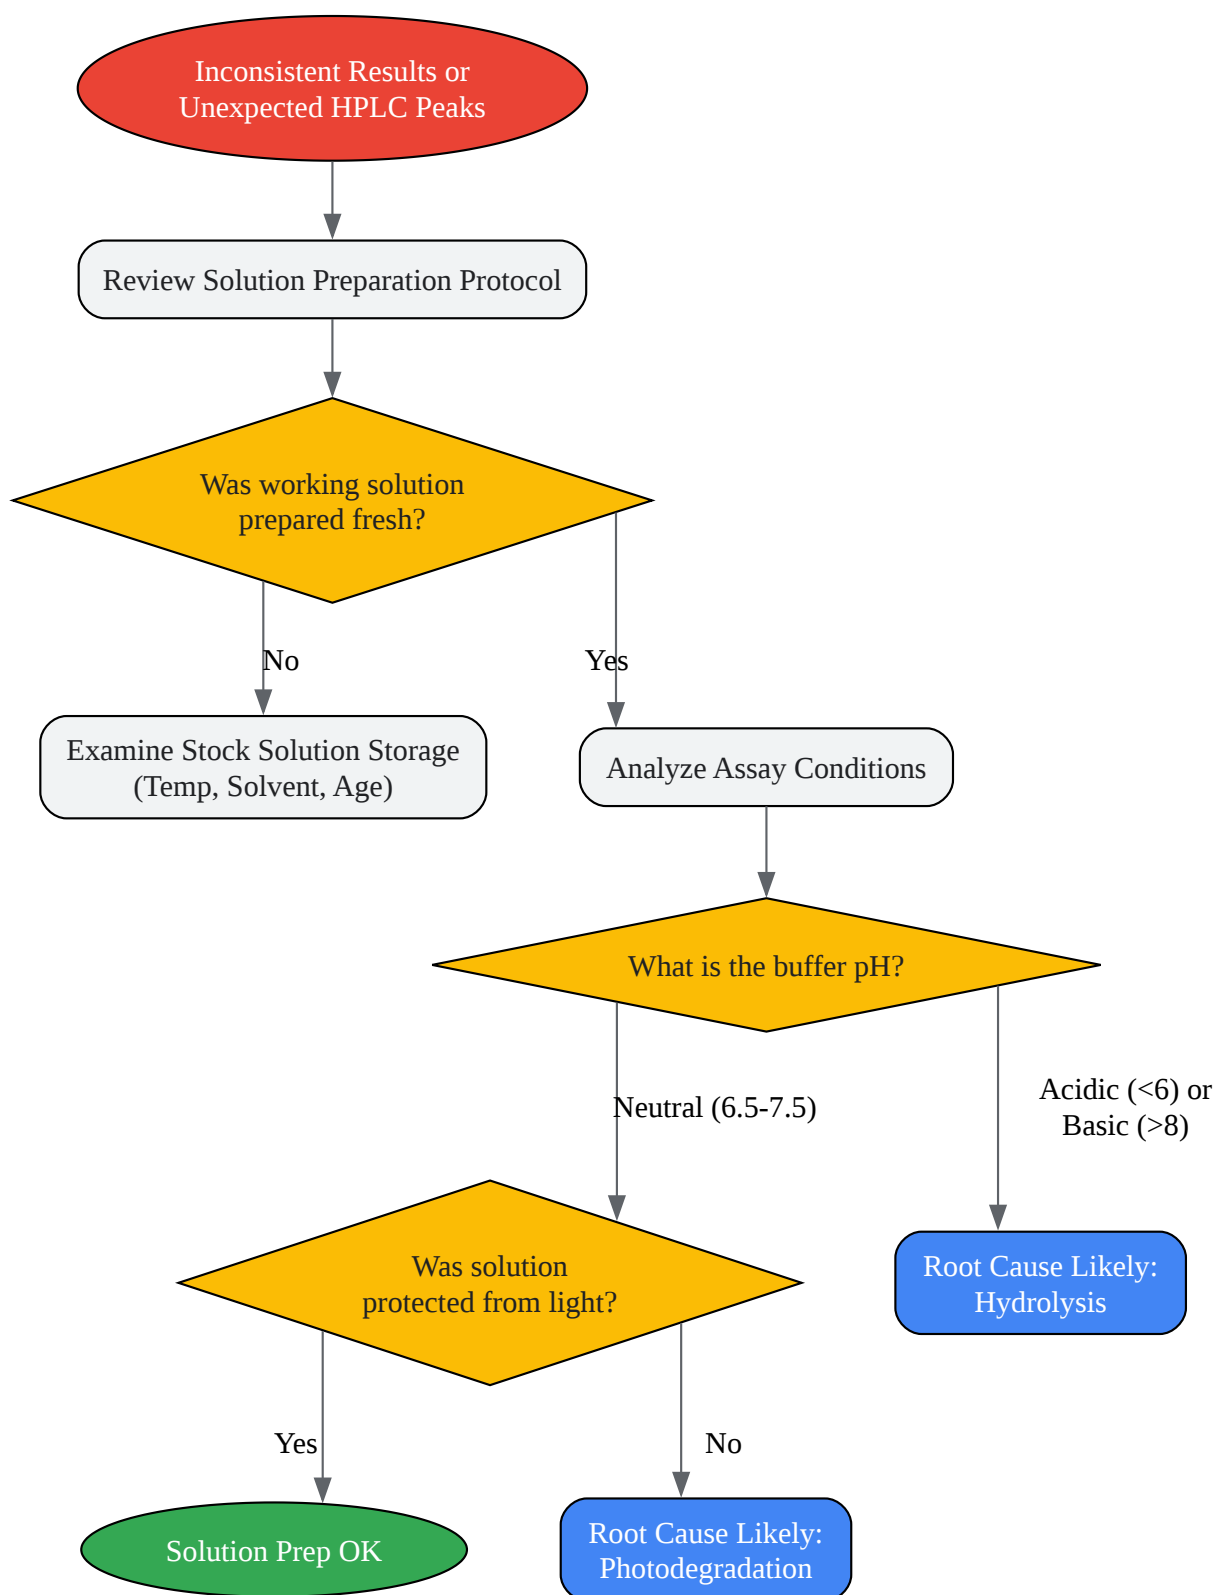 Inconsistent Results or
Unexpected HPLC Peaks
Review Solution Preparation Protocol
Was working solution
prepared fresh?
No
Yes
Examine Stock Solution Storage
(Temp, Solvent, Age)
Analyze Assay Conditions
What is the buffer pH?
Neutral (6.5-7.5)
Acidic (<6) or
Basic (>8)
Was solution
protected from light?
Root Cause Likely:
Hydrolysis
Yes
No
Solution Prep OK
Root Cause Likely:
Photodegradation